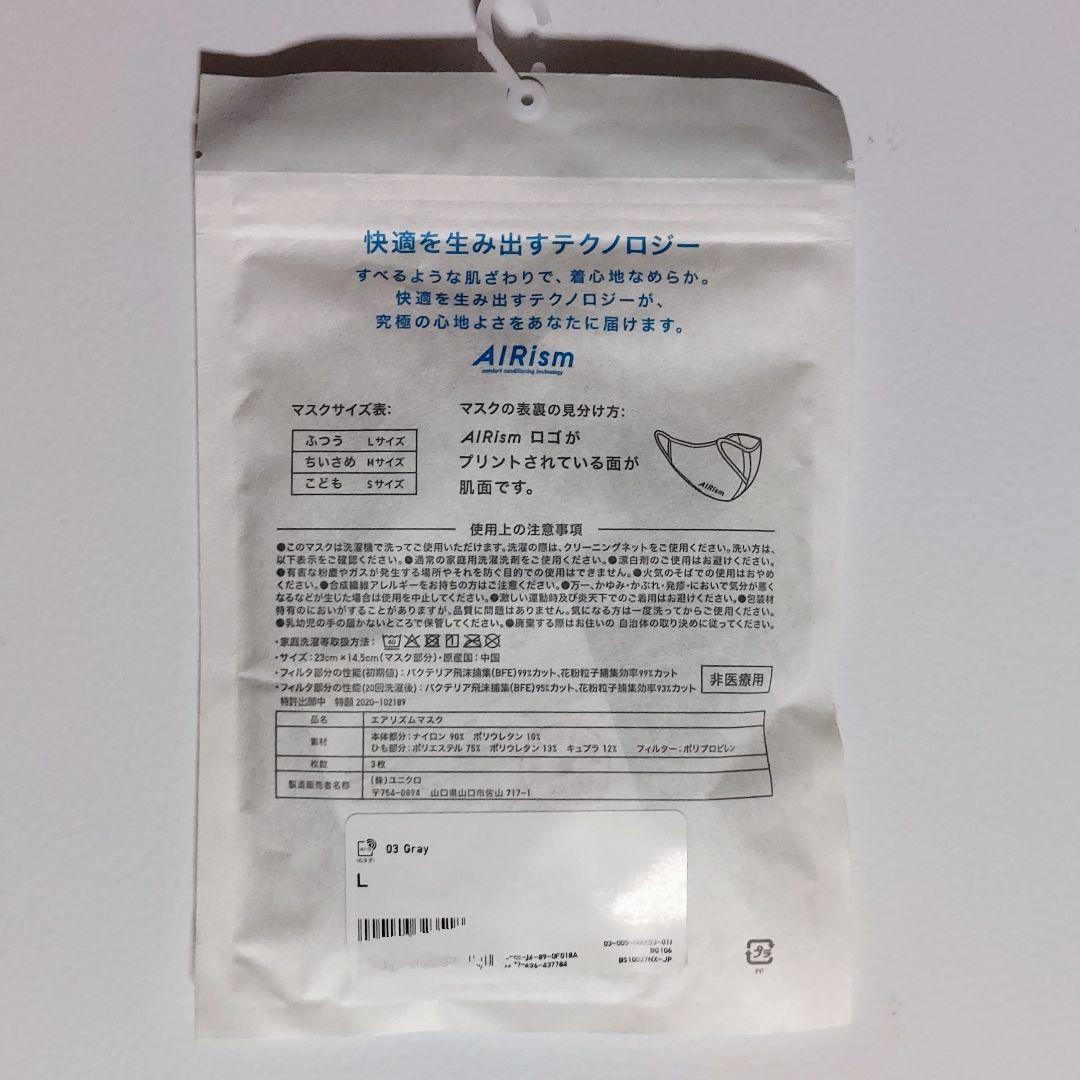 快適を生み出すテクノロジー
すべるような肌ざわりで、着心地なめらか。
快適を生み出すテクノロジーが、
究極の心地よさをあなたに届けます。
AIRism
comfort conditioning technology
マスクサイズ表:
ふつう Lサイズ
ちいさめ Mサイズ
こども Sサイズ
マスクの表裏の見分け方:
AIRism ロゴが
プリントされている面が
肌面です。
AIRism
使用上の注意事項
●このマスクは洗濯機で洗ってご使用いただけます。洗濯の際は、クリーニングネットをご使用ください。洗い方は、
以下表示をご確認ください。●通常の家庭用洗濯洗剤をご使用ください。●漂白剤のご使用はお避けください。
●有害な粉塵やガスが発生する場所やそれを防ぐ目的での使用はできません。●火気のそばでの使用はおやめ
ください。●合成繊維アレルギーをお持ちの方はご注意ください。●万一、かゆみ・かぶれ・発疹・においで気分が悪く
なるなどが生じた場合は使用を中止してください。●激しい運動時及び炎天下でのご着用はお避けください。●包装材
特有のにおいがすることがありますが、品質に問題はありません。気になる方は一度洗ってからご使用ください。
●乳幼児の手の届かないところで保管してください。●廃棄する際はお住いの 自治体の取り決めに従ってください。
・家庭洗濯等取扱方法: 40
・サイズ:23cm×14.5cm(マスク部分)・原産国:中国
・フィルタ部分の性能(初期値):バクテリア飛沫捕集(BFE)99%カット、花粉粒子捕集効率99%カット
・フィルタ部分の性能(20回洗濯後):バクテリア飛沫捕集(BFE)95%カット、花粉粒子捕集効率93%カット
非医療用
特許出願中 特願 2020-102189
品名 エアリズムマスク
素材 本体部分:ナイロン 90% ポリウレタン 10%
ひも部分:ポリエステル 75% ポリウレタン 13% キュプラ 12% フィルター:ポリプロピレン
枚数 3枚
製造販売者名称 (株)ユニクロ
〒754-0894 山口県山口市佐山 717-1
03 Gray
L
BG106
BS10027NX-JP
プラ
PP